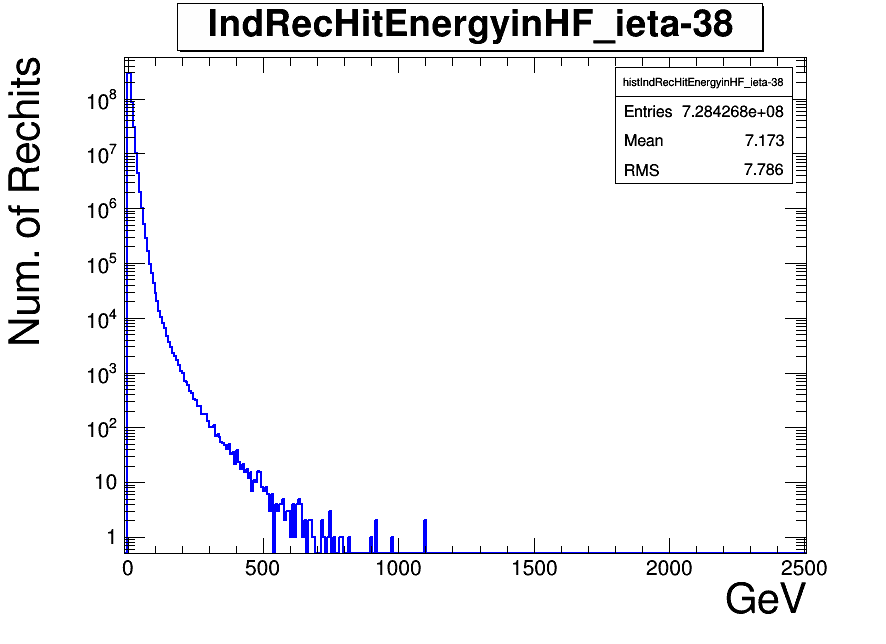 IndRecHitEnergyinHF_ieta-38
Num. of Rechits
histIndRecHitEnergyinHF_ieta-38
Entries 7.284268e+08
Mean 7.173
RMS 7.786
10^8
10^7
10^6
10^5
10^4
10^3
10^2
10
1
0 500 1000 1500 2000 2500
GeV